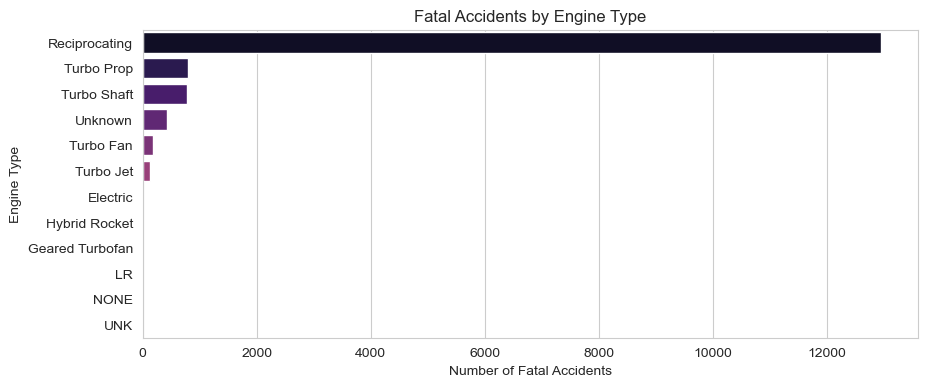 Fatal Accidents by Engine Type
Engine Type
Reciprocating
Turbo Prop
Turbo Shaft
Unknown
Turbo Fan
Turbo Jet
Electric
Hybrid Rocket
Geared Turbofan
LR
NONE
UNK
0 2000 4000 6000 8000 10000 12000
Number of Fatal Accidents